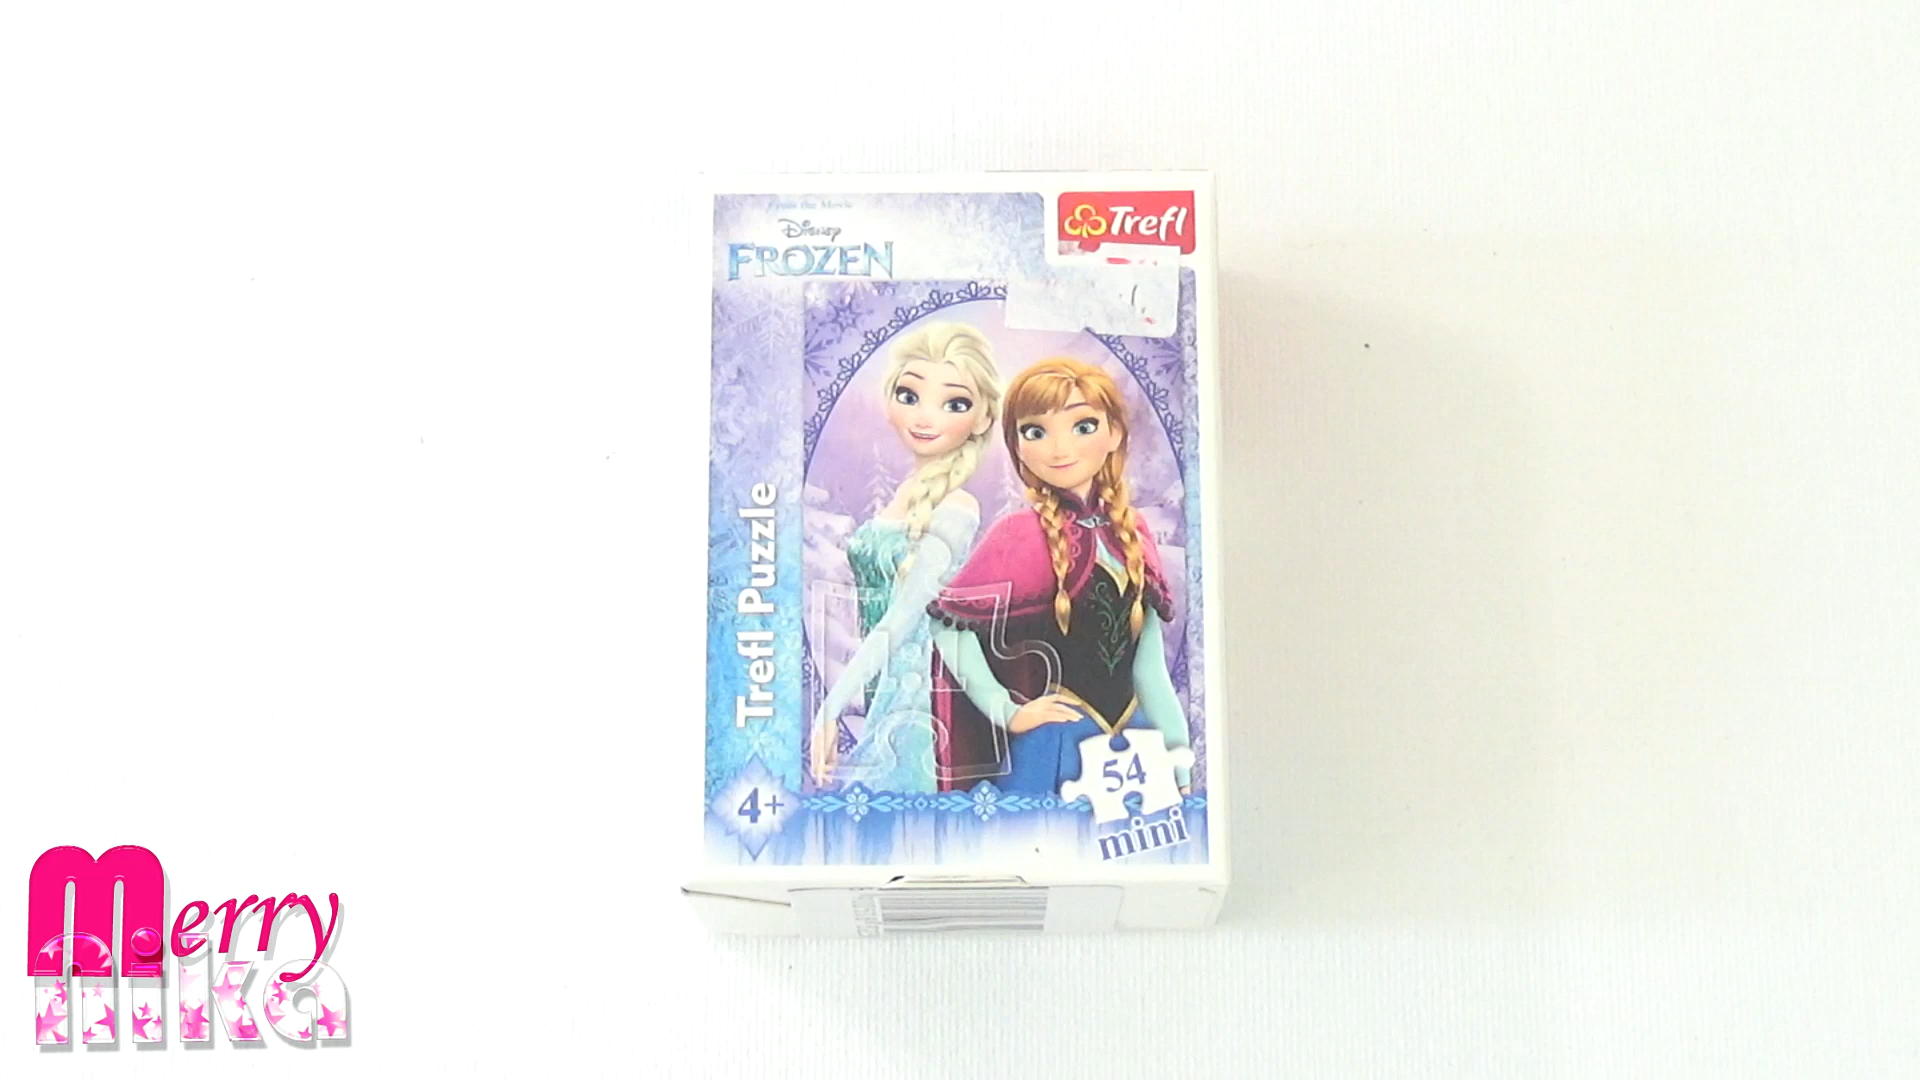 From the Movie
Disney
FROZEN
Trefl
Trefl Puzzle
4+
54
mini
Merry
nika